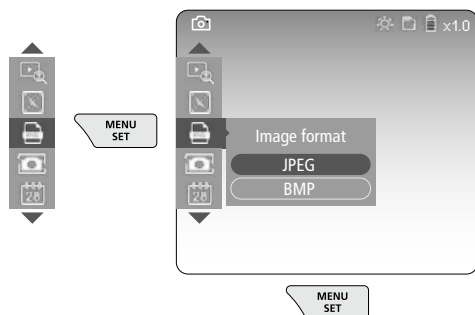 x1.0
MENU
SET
Image format
JPEG
BMP
28
28
MENU
SET